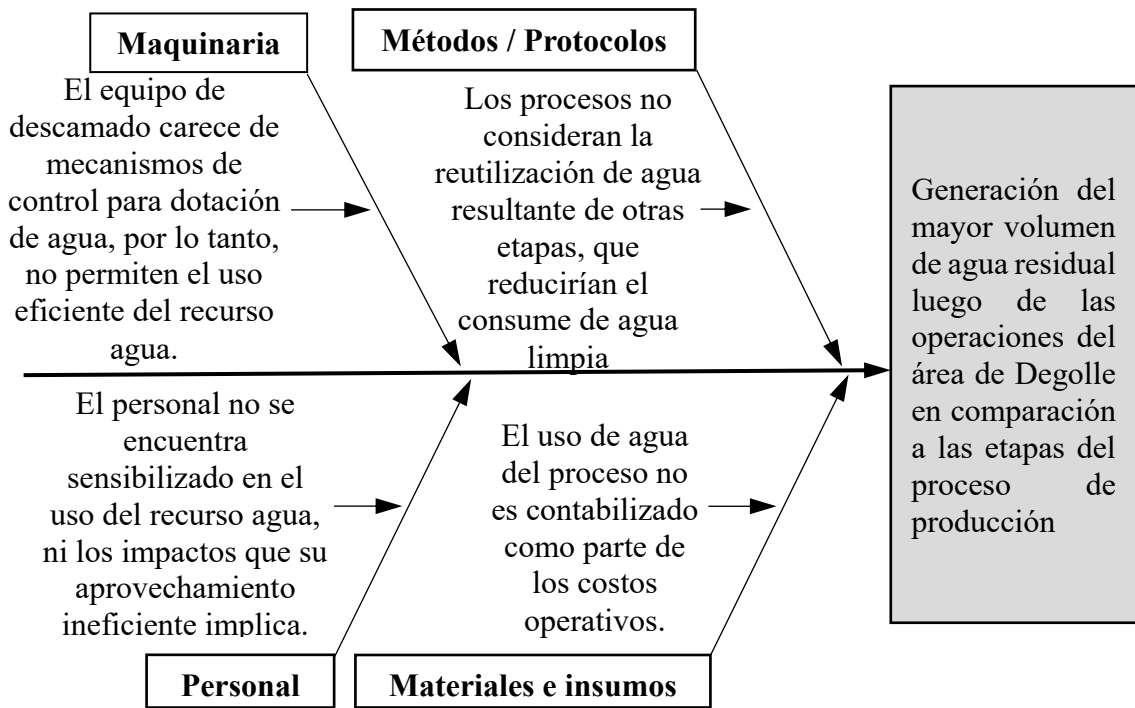 Maquinaria
El equipo de
descamado carece de
mecanismos de
control para dotación
de agua, por lo tanto,
no permiten el uso
eficiente del recurso
agua.
Métodos / Protocolos
Los procesos no
consideran la
reutilización de agua
resultante de otras
etapas, que
reducirían el
consume de agua
limpia
El personal no se
encuentra
sensibilizado en el
uso del recurso agua,
ni los impactos que su
aprovechamiento
ineficiente implica.
Personal
El uso de agua
del proceso no
es contabilizado
como parte de
los costos
operativos.
Materiales e insumos
Generación del
mayor volumen
de agua residual
luego de las
operaciones del
área de Degolle
en comparación
a las etapas del
proceso de
producción